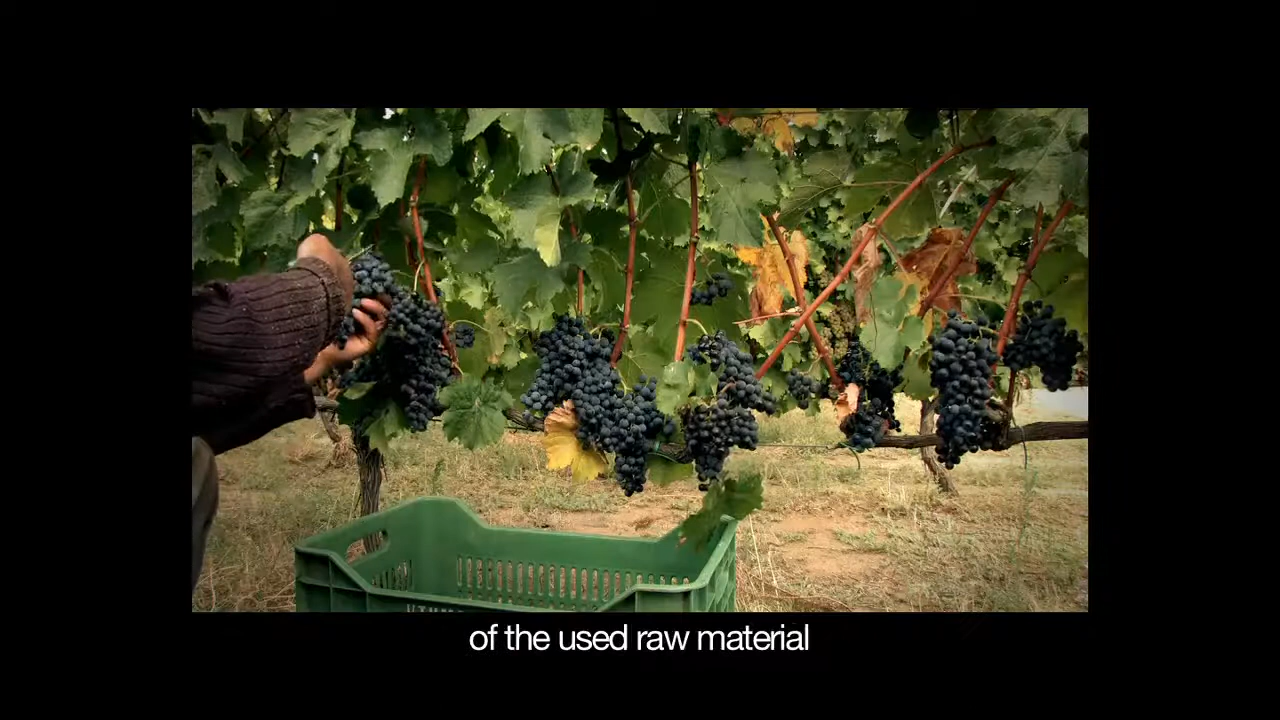 of the used raw material